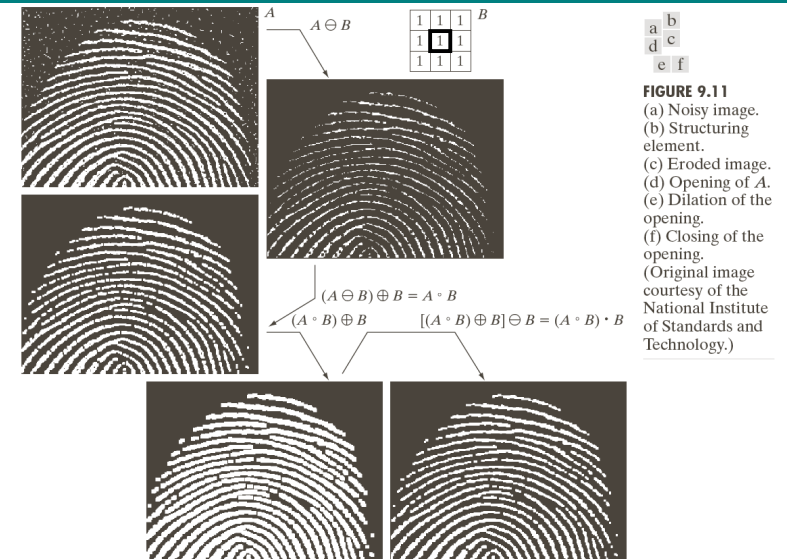 A
A ⊖ B
1 1 1
1 1 1
1 1 1
B
(A ⊖ B) ⊕ B = A ∘ B
(A ∘ B) ⊕ B
[(A ∘ B) ⊕ B] ⊖ B = (A ∘ B) • B
a b
d c
e f
FIGURE 9.11
(a) Noisy image.
(b) Structuring
element.
(c) Eroded image.
(d) Opening of A.
(e) Dilation of the
opening.
(f) Closing of the
opening.
(Original image
courtesy of the
National Institute
of Standards and
Technology.)